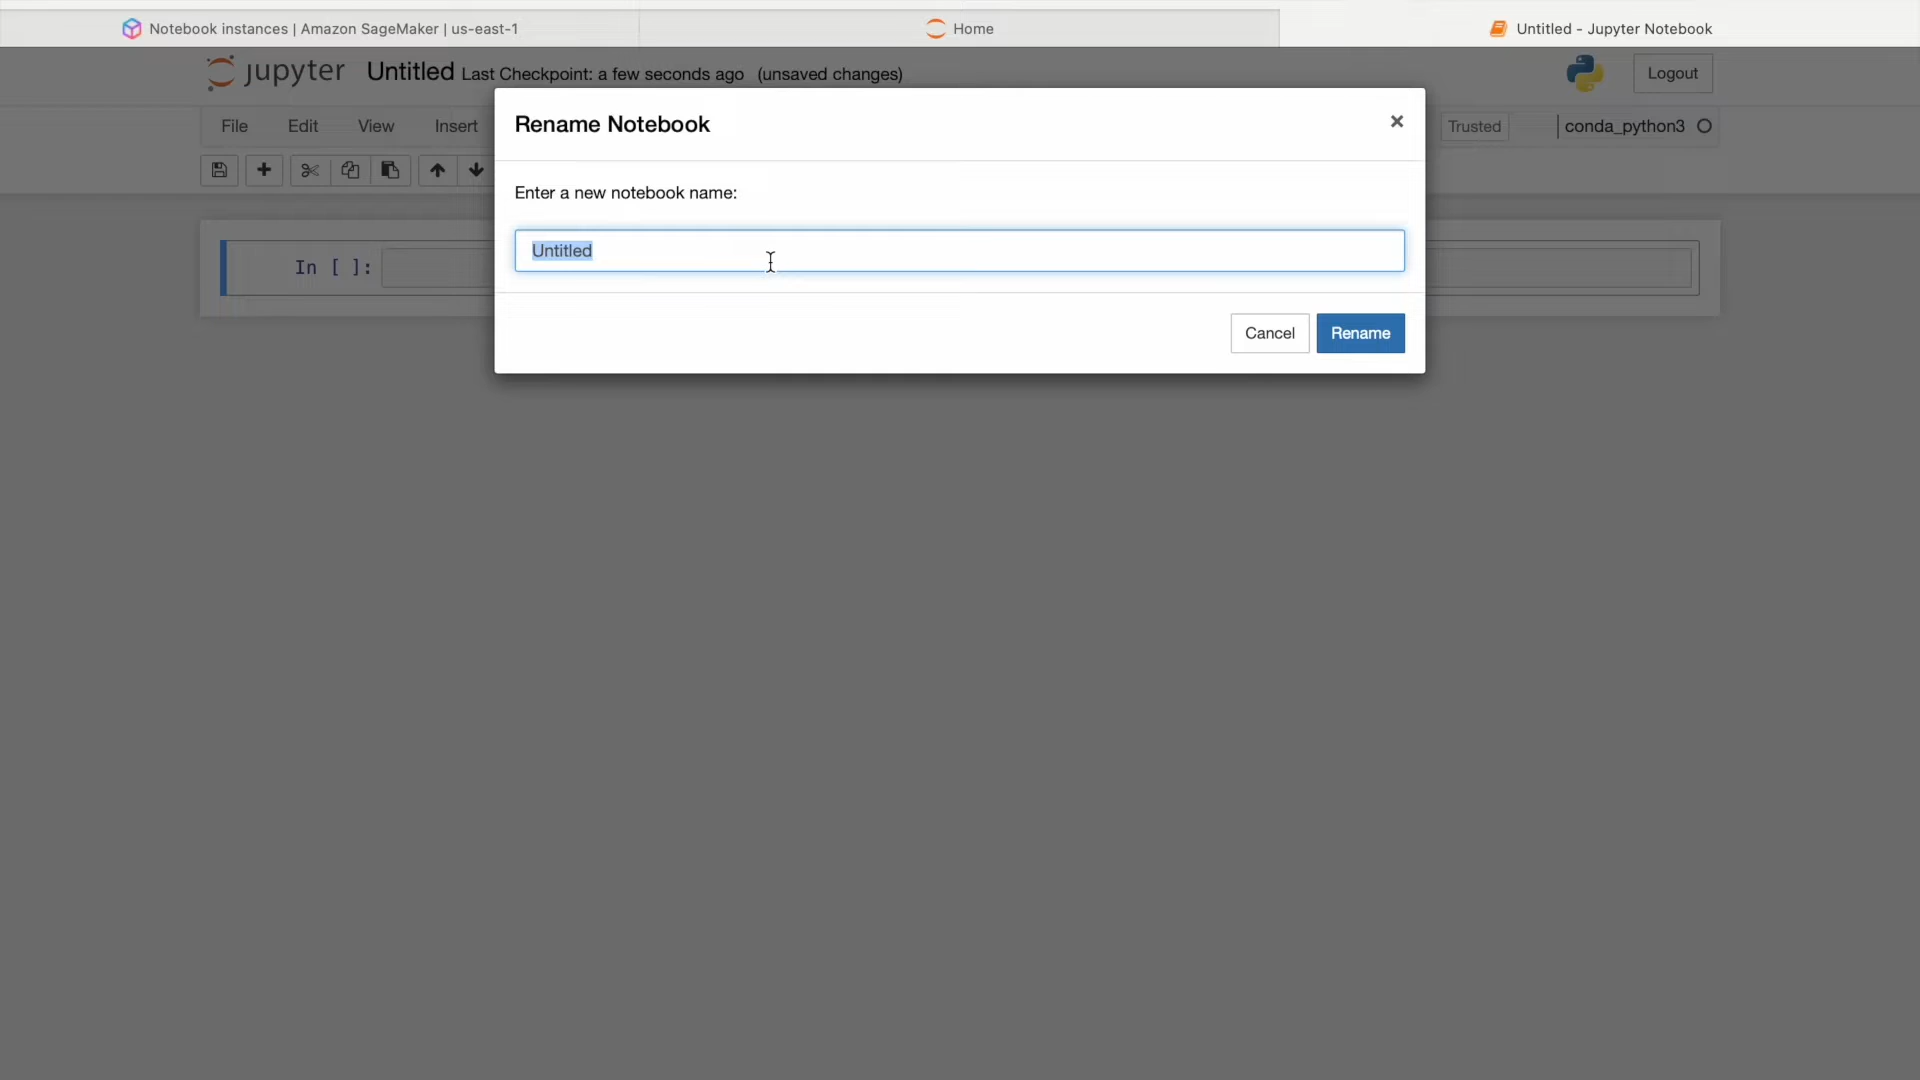 Notebook instances | Amazon SageMaker | us-east-1
Home
Untitled - Jupyter Notebook
jupyter Untitled Last Checkpoint: a few seconds ago (unsaved changes)
Logout
File Edit View Insert
Trusted
conda_python3
Rename Notebook
Enter a new notebook name:
Untitled
In [ ]:
Cancel Rename